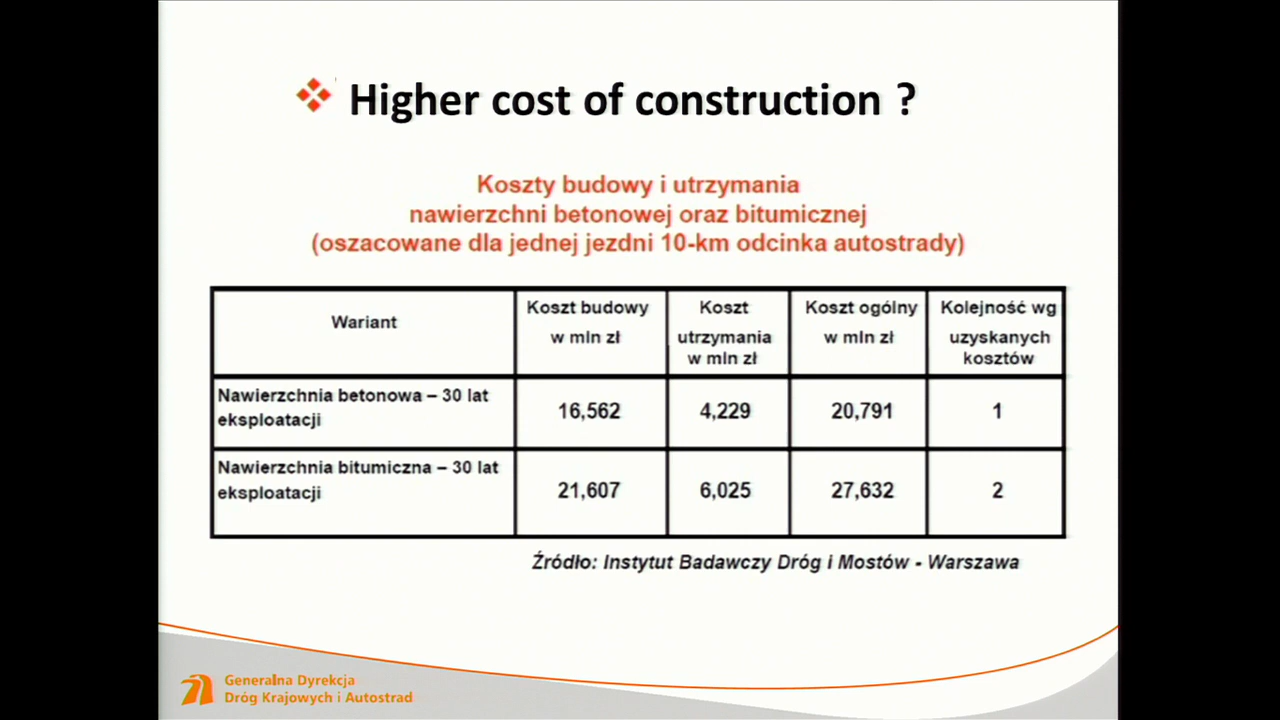 Higher cost of construction ?
Koszty budowy i utrzymania
nawierzchni betonowej oraz bitumicznej
(oszacowane dla jednej jezdni 10-km odcinka autostrady)
Wariant
Koszt budowy
w mln zł
Koszt
utrzymania
w mln zł
Koszt ogólny
w mln zł
Kolejność wg
uzyskanych
kosztów
Nawierzchnia betonowa – 30 lat
eksploatacji
16,562
4,229
20,791
1
Nawierzchnia bitumiczna – 30 lat
eksploatacji
21,607
6,025
27,632
2
Źródło: Instytut Badawczy Dróg i Mostów - Warszawa
Generalna Dyrekcja
Dróg Krajowych i Autostrad